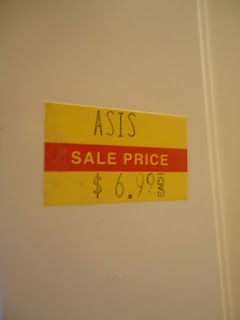 ASIS
SALE PRICE
$ 6.99 EACH